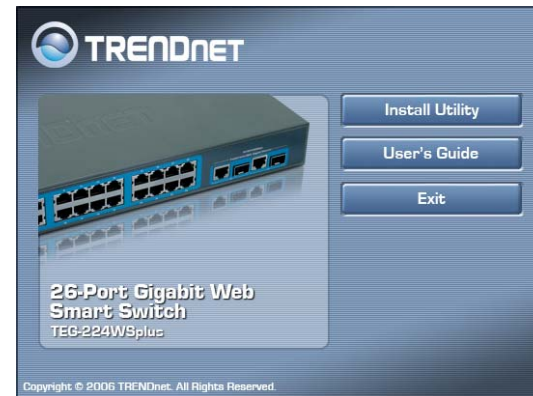 TRENDNET
Install Utility
User's Guide
Exit
26-Port Gigabit Web
Smart Switch
TEG-224WSplus
Copyright © 2006 TRENDnet. All Rights Reserved.